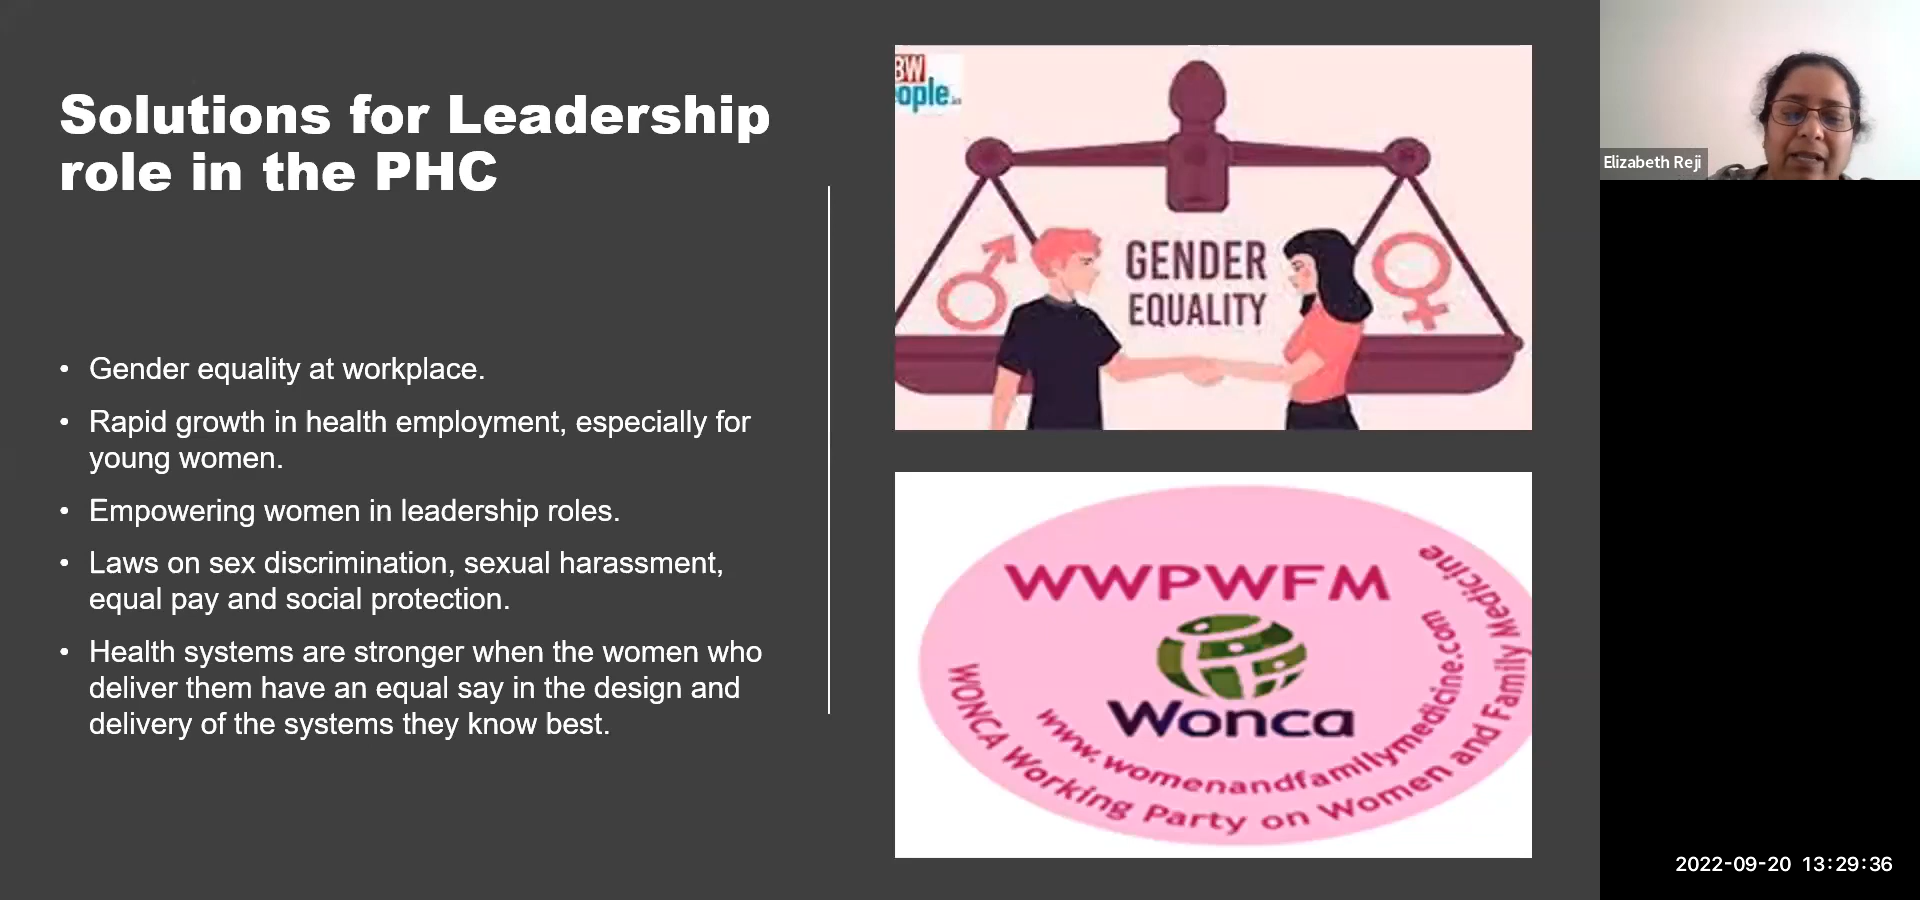 Solutions for Leadership
role in the PHC
• Gender equality at workplace.
• Rapid growth in health employment, especially for
young women.
• Empowering women in leadership roles.
• Laws on sex discrimination, sexual harassment,
equal pay and social protection.
• Health systems are stronger when the women who
deliver them have an equal say in the design and
delivery of the systems they know best.
BW
ople.in
GENDER
EQUALITY
WWPWFM
Wonca
www.womenandfamilymedicine.com
WONCA Working Party on Women and Family Medicine
Elizabeth Reji
2022-09-20 13:29:36